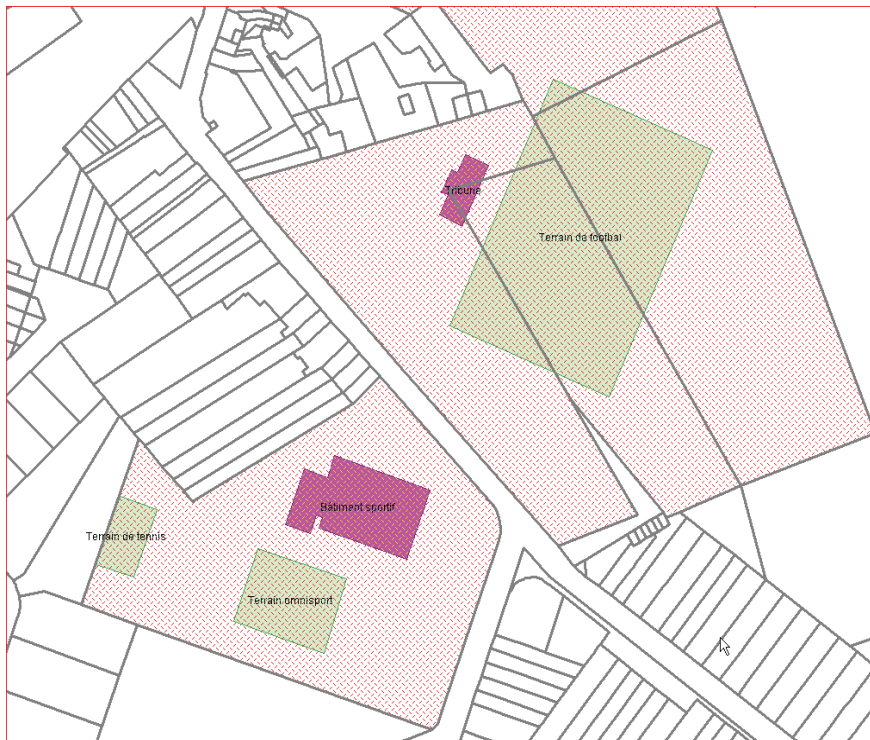 Tribune
Terrain de footbal
Bâtiment sportif
Terrain de tennis
Terrain omnisport